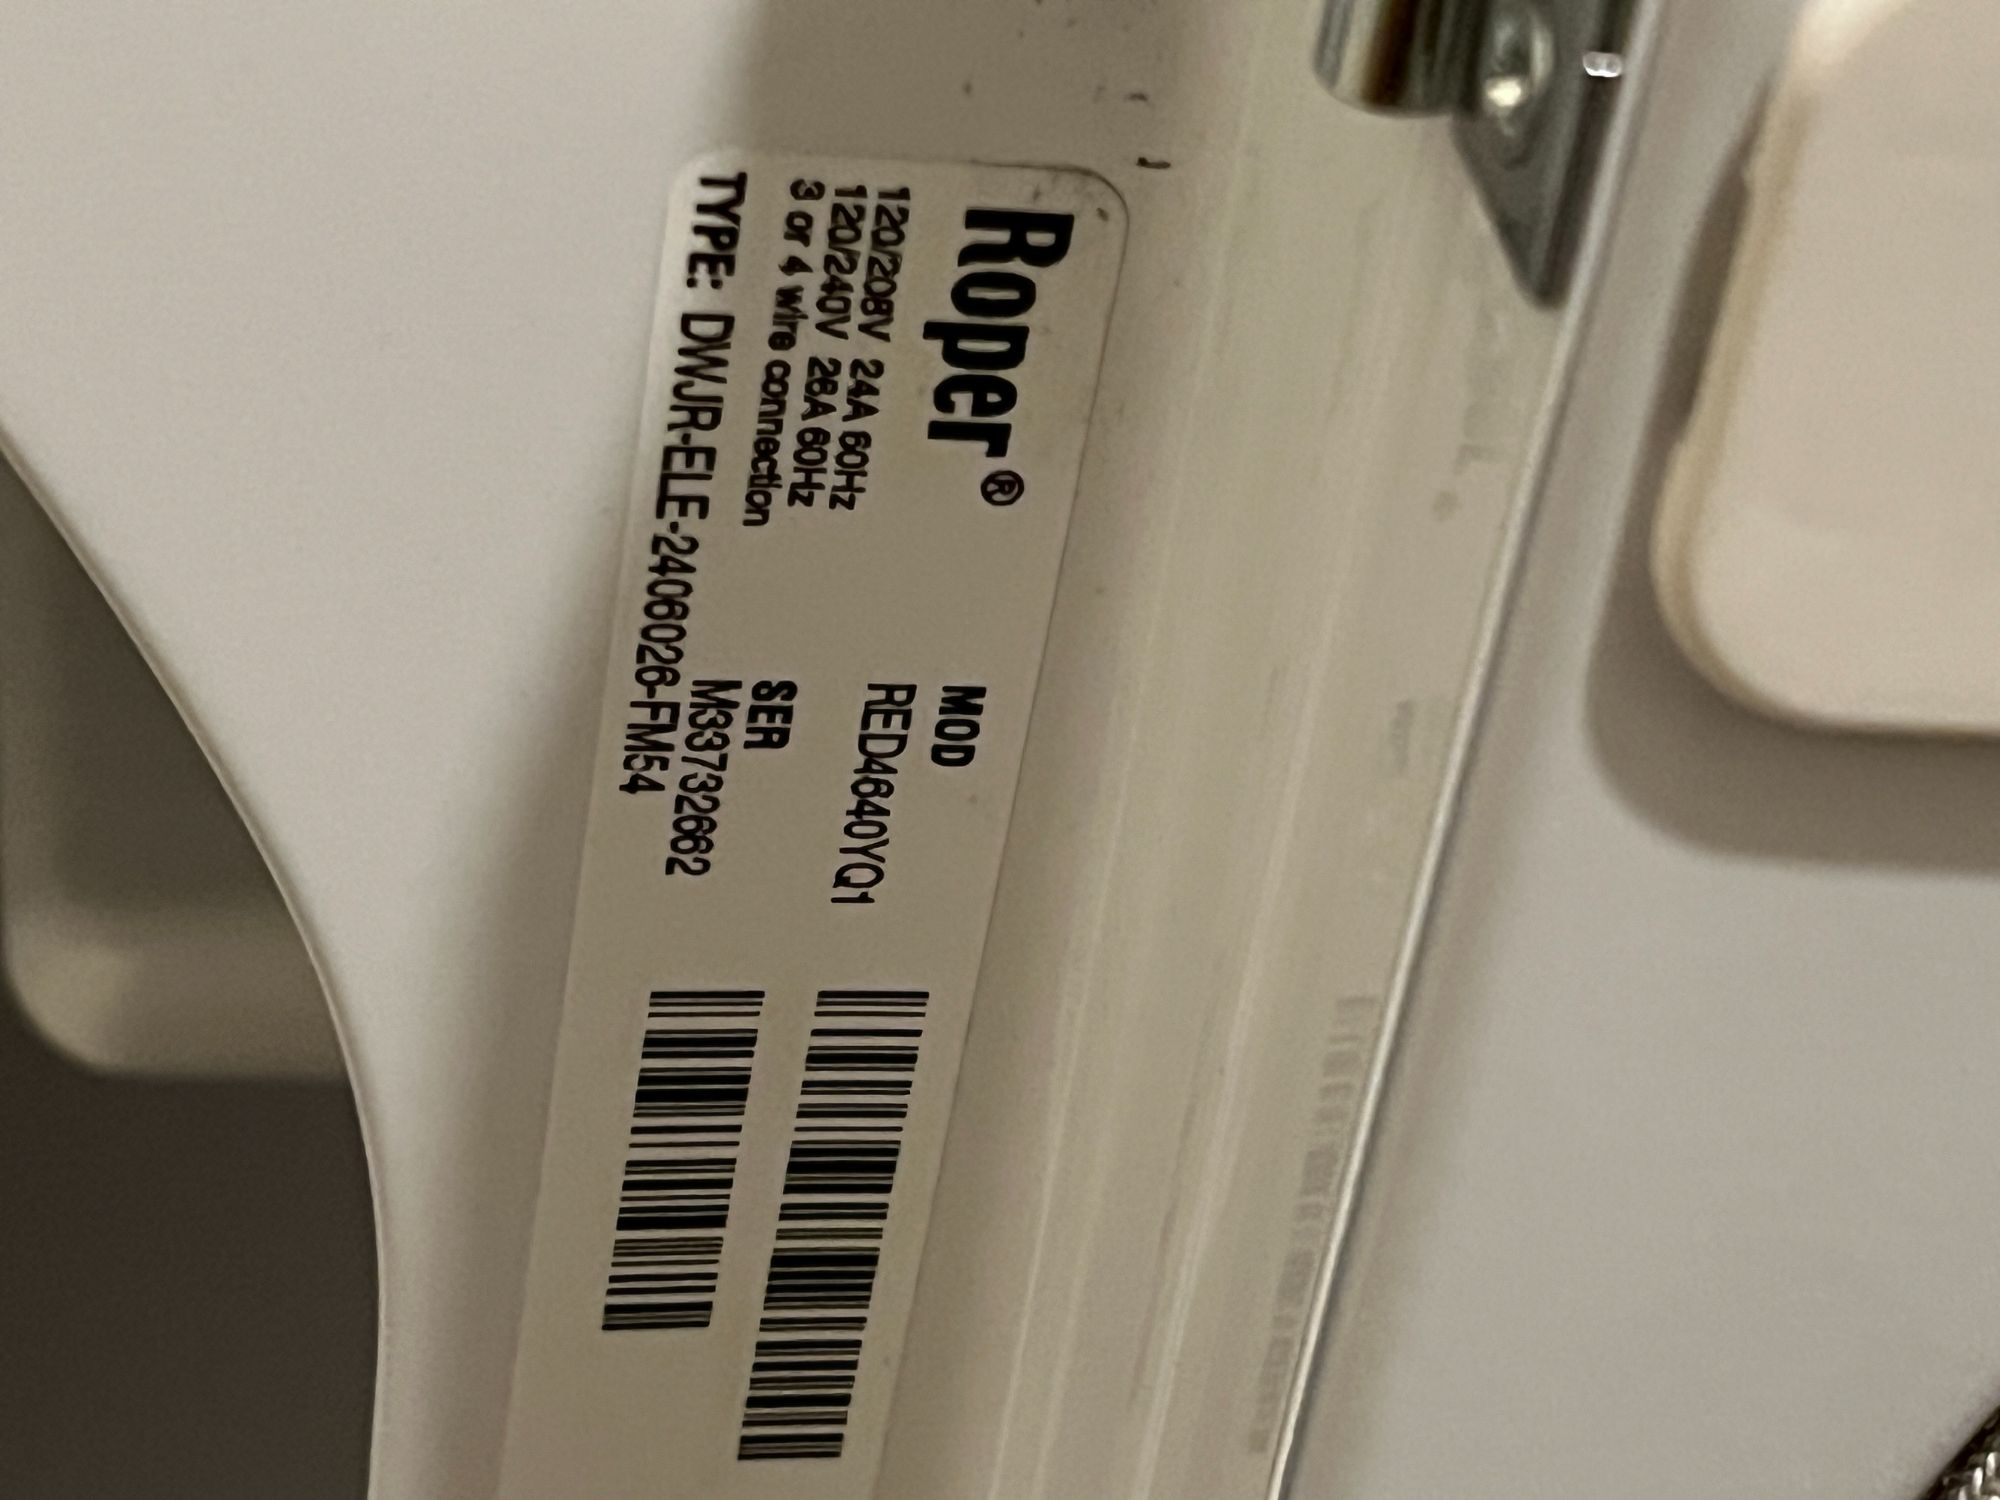 Roper®
120/208V 24A 60Hz
120/240V 26A 60Hz
3 or 4 wire connection
TYPE: DWJR-ELE-2406026-FM54
MOD
RED4640YQ1
SER
M33732662